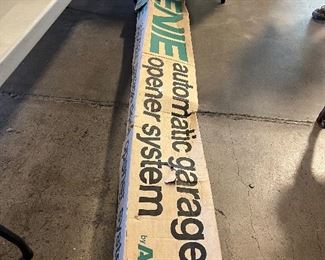 ENIE
automatic garage
opener system
by A